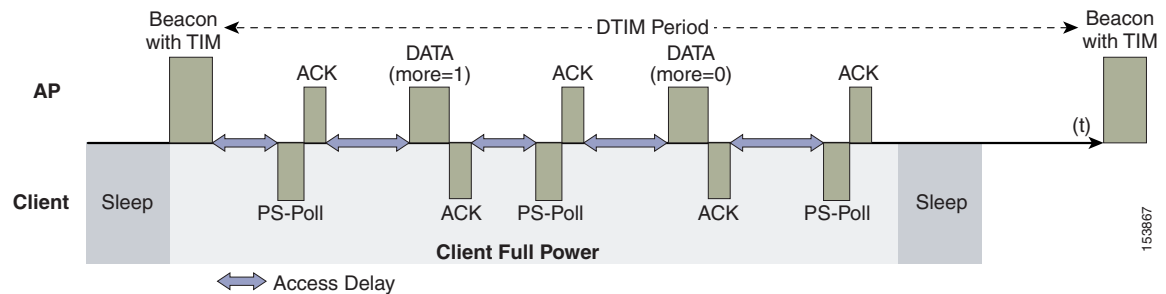 Beacon
with TIM
DTIM Period
Beacon
with TIM
ACK
DATA
(more=1)
ACK
DATA
(more=0)
ACK
AP
(t)
Client
Sleep
PS-Poll
ACK
PS-Poll
ACK
PS-Poll
Sleep
Client Full Power
Access Delay
153867